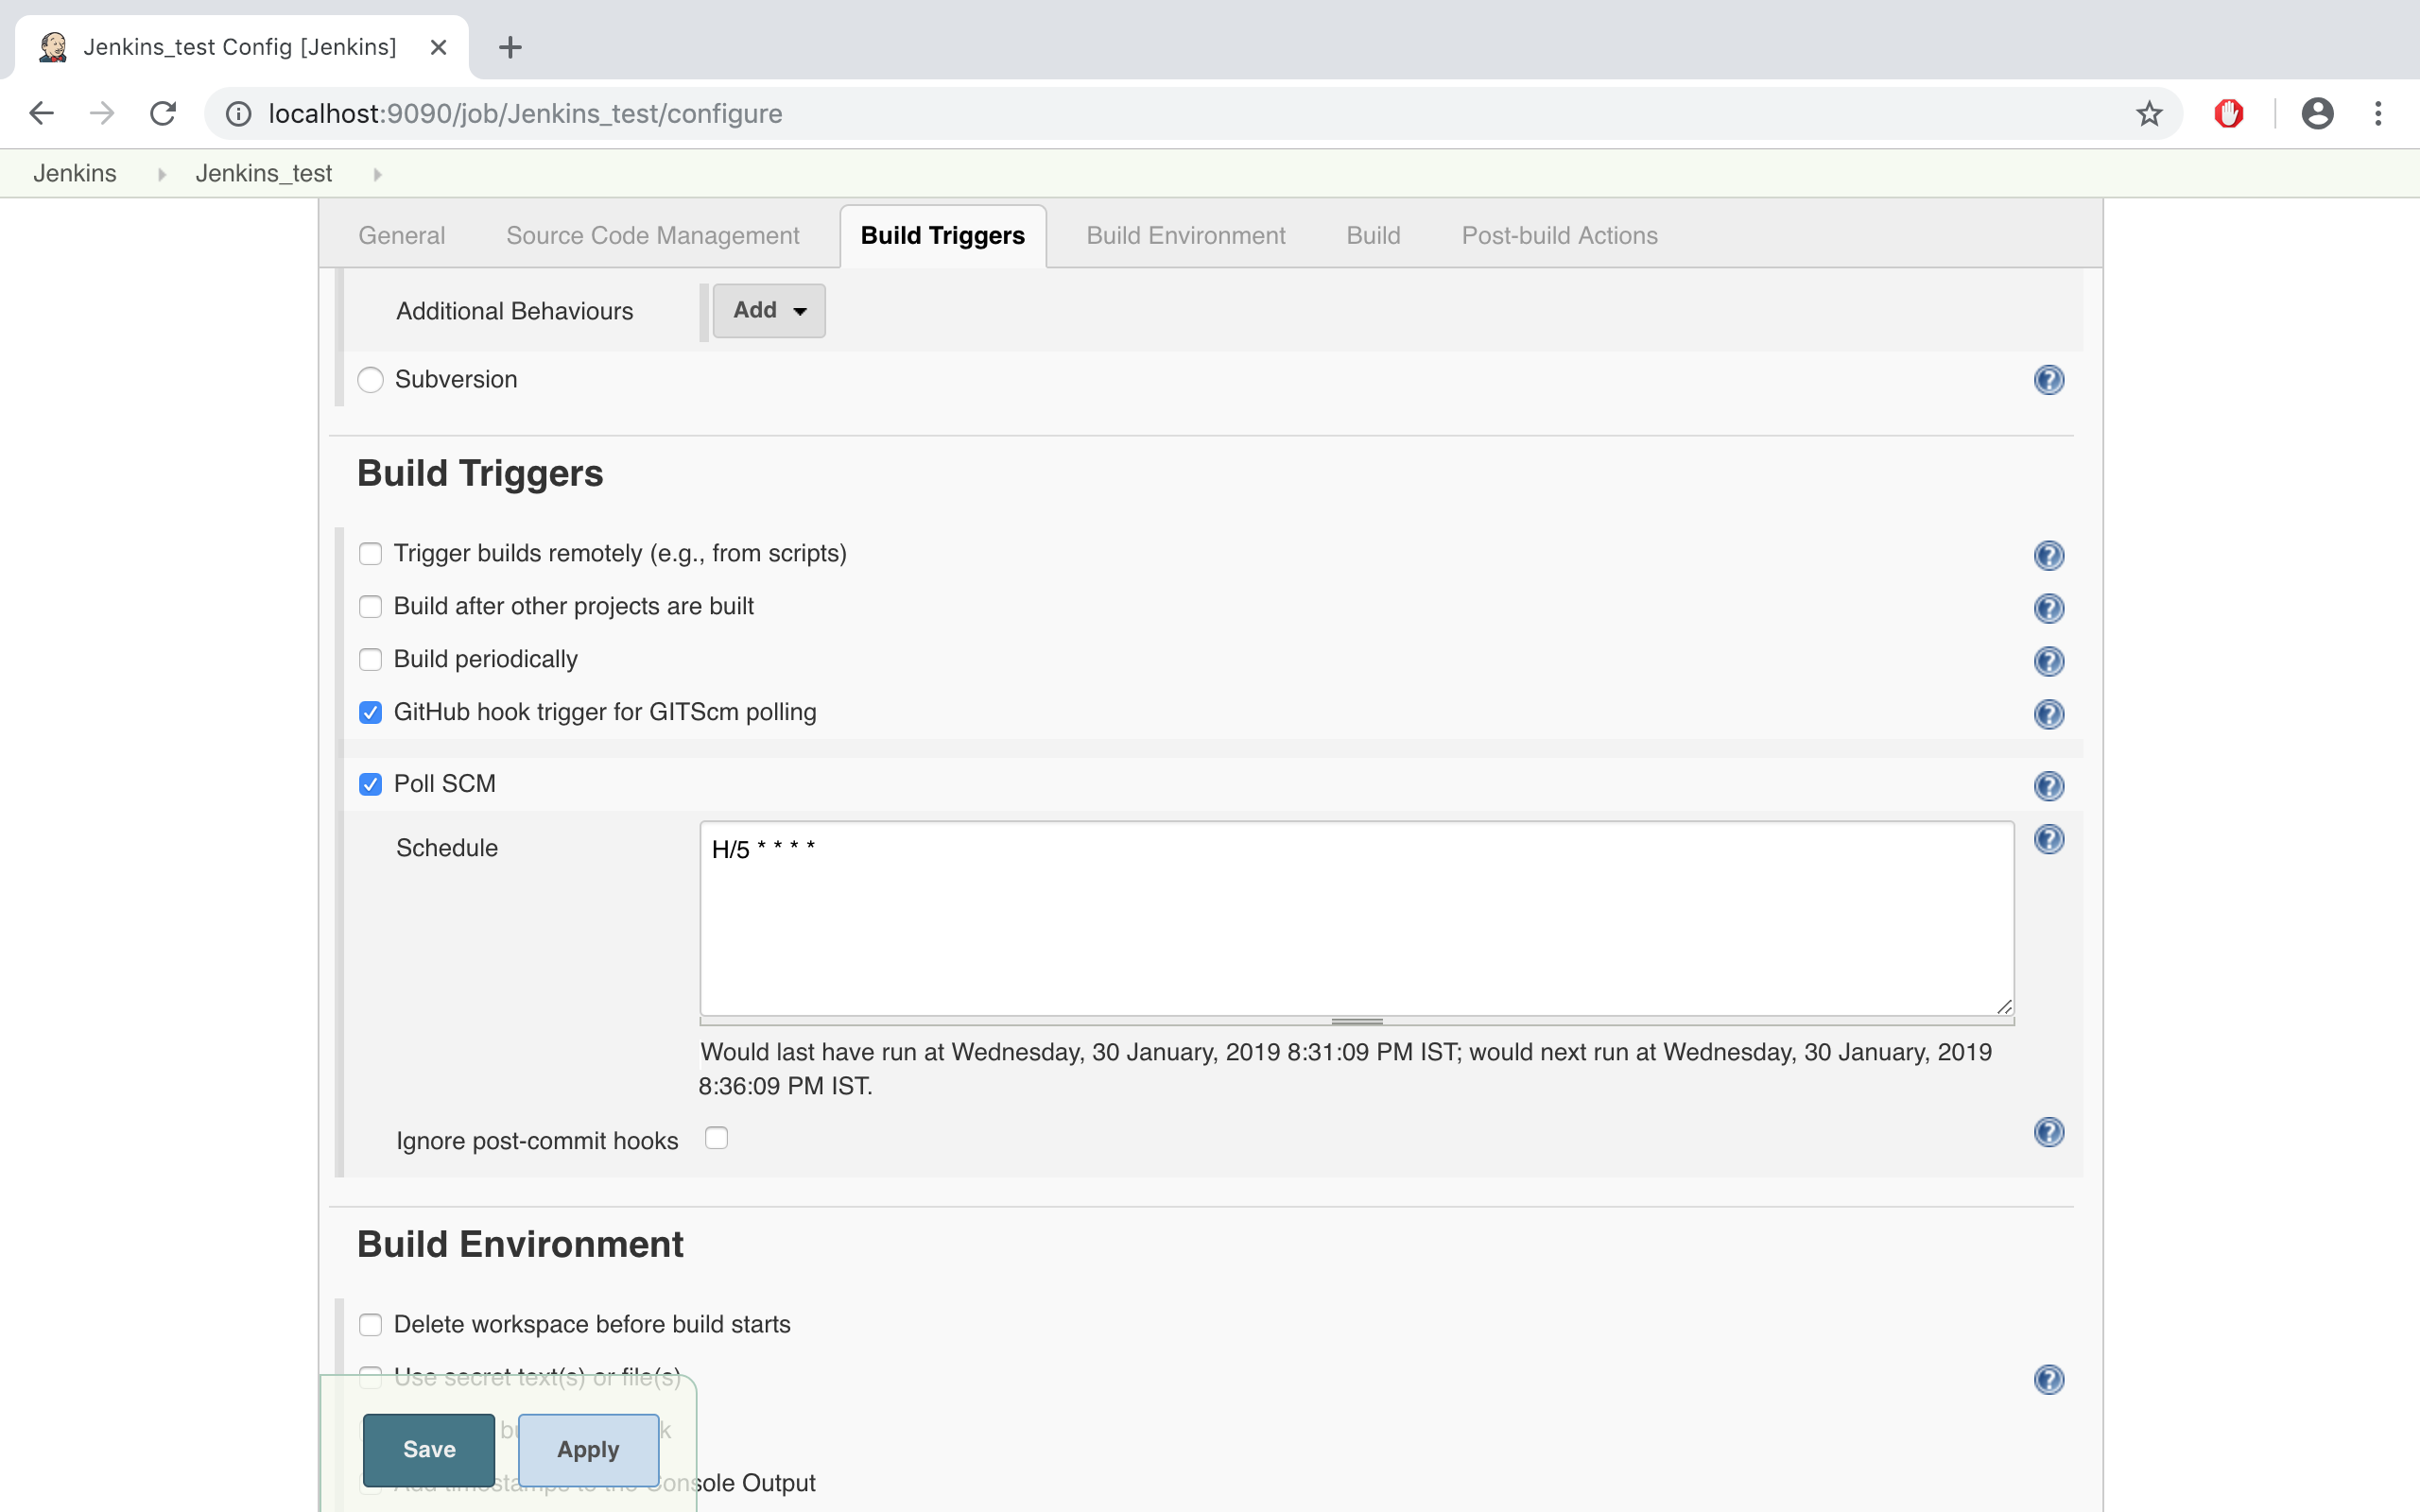 Jenkins_test Config [Jenkins]
localhost:9090/job/Jenkins_test/configure
Jenkins Jenkins_test
General Source Code Management Build Triggers Build Environment Build Post-build Actions
Additional Behaviours Add
Subversion
Build Triggers
Trigger builds remotely (e.g., from scripts)
Build after other projects are built
Build periodically
GitHub hook trigger for GITScm polling
Poll SCM
Schedule H/5 * * * *
Would last have run at Wednesday, 30 January, 2019 8:31:09 PM IST; would next run at Wednesday, 30 January, 2019
8:36:09 PM IST.
Ignore post-commit hooks
Build Environment
Delete workspace before build starts
Use secret text(s) or file(s)
Save Apply
Add timestamps to the Console Output